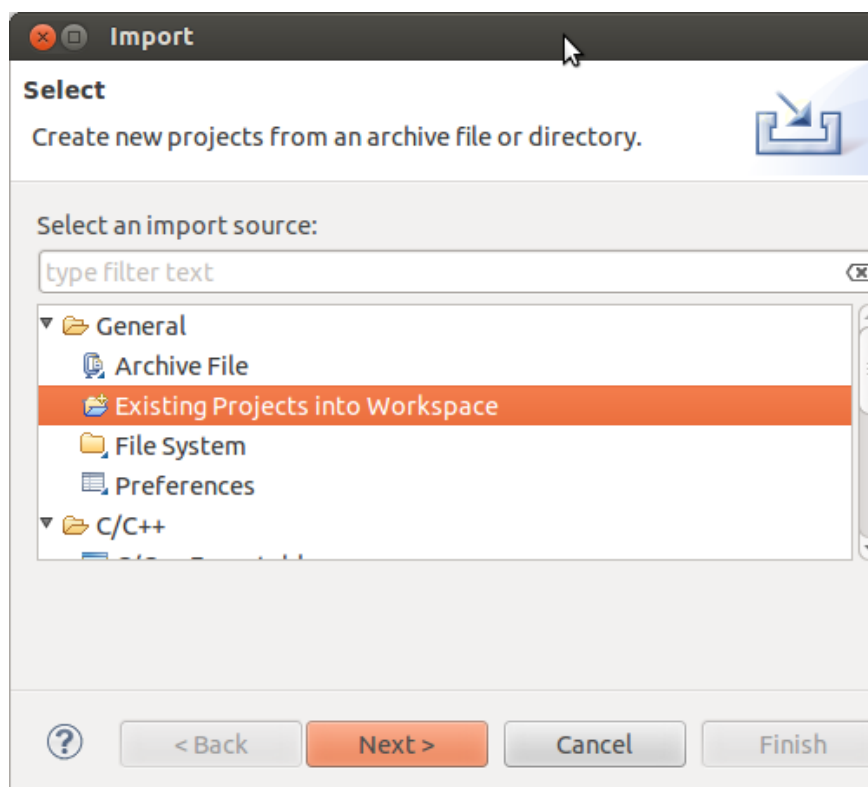 Import
Select
Create new projects from an archive file or directory.
Select an import source:
type filter text
General
Archive File
Existing Projects into Workspace
File System
Preferences
C/C++
? < Back Next > Cancel Finish